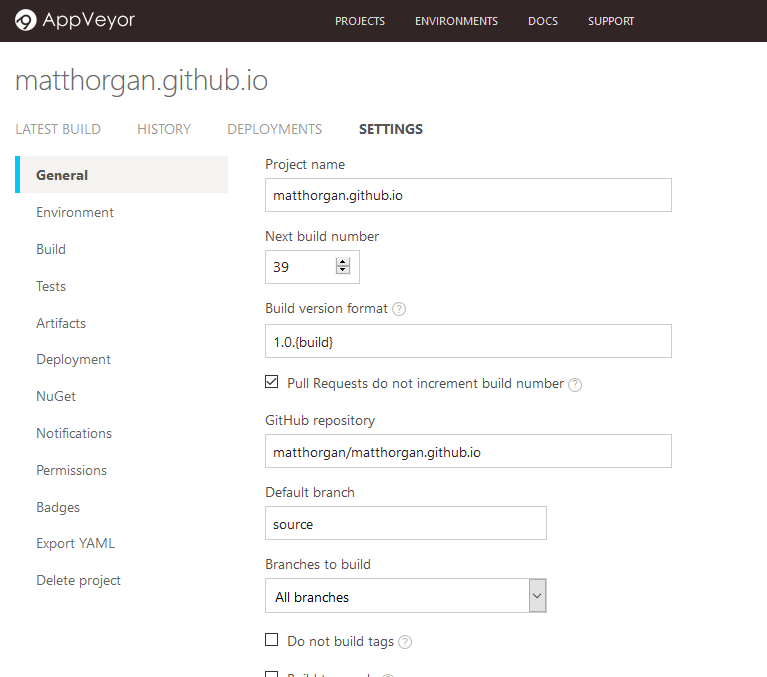 AppVeyor
PROJECTS ENVIRONMENTS DOCS SUPPORT
matthorgan.github.io
LATEST BUILD HISTORY DEPLOYMENTS SETTINGS
General
Environment
Build
Tests
Artifacts
Deployment
NuGet
Notifications
Permissions
Badges
Export YAML
Delete project
Project name
matthorgan.github.io
Next build number
39
Build version format ?
1.0.{build}
Pull Requests do not increment build number ?
GitHub repository
matthorgan/matthorgan.github.io
Default branch
source
Branches to build
All branches
Do not build tags ?